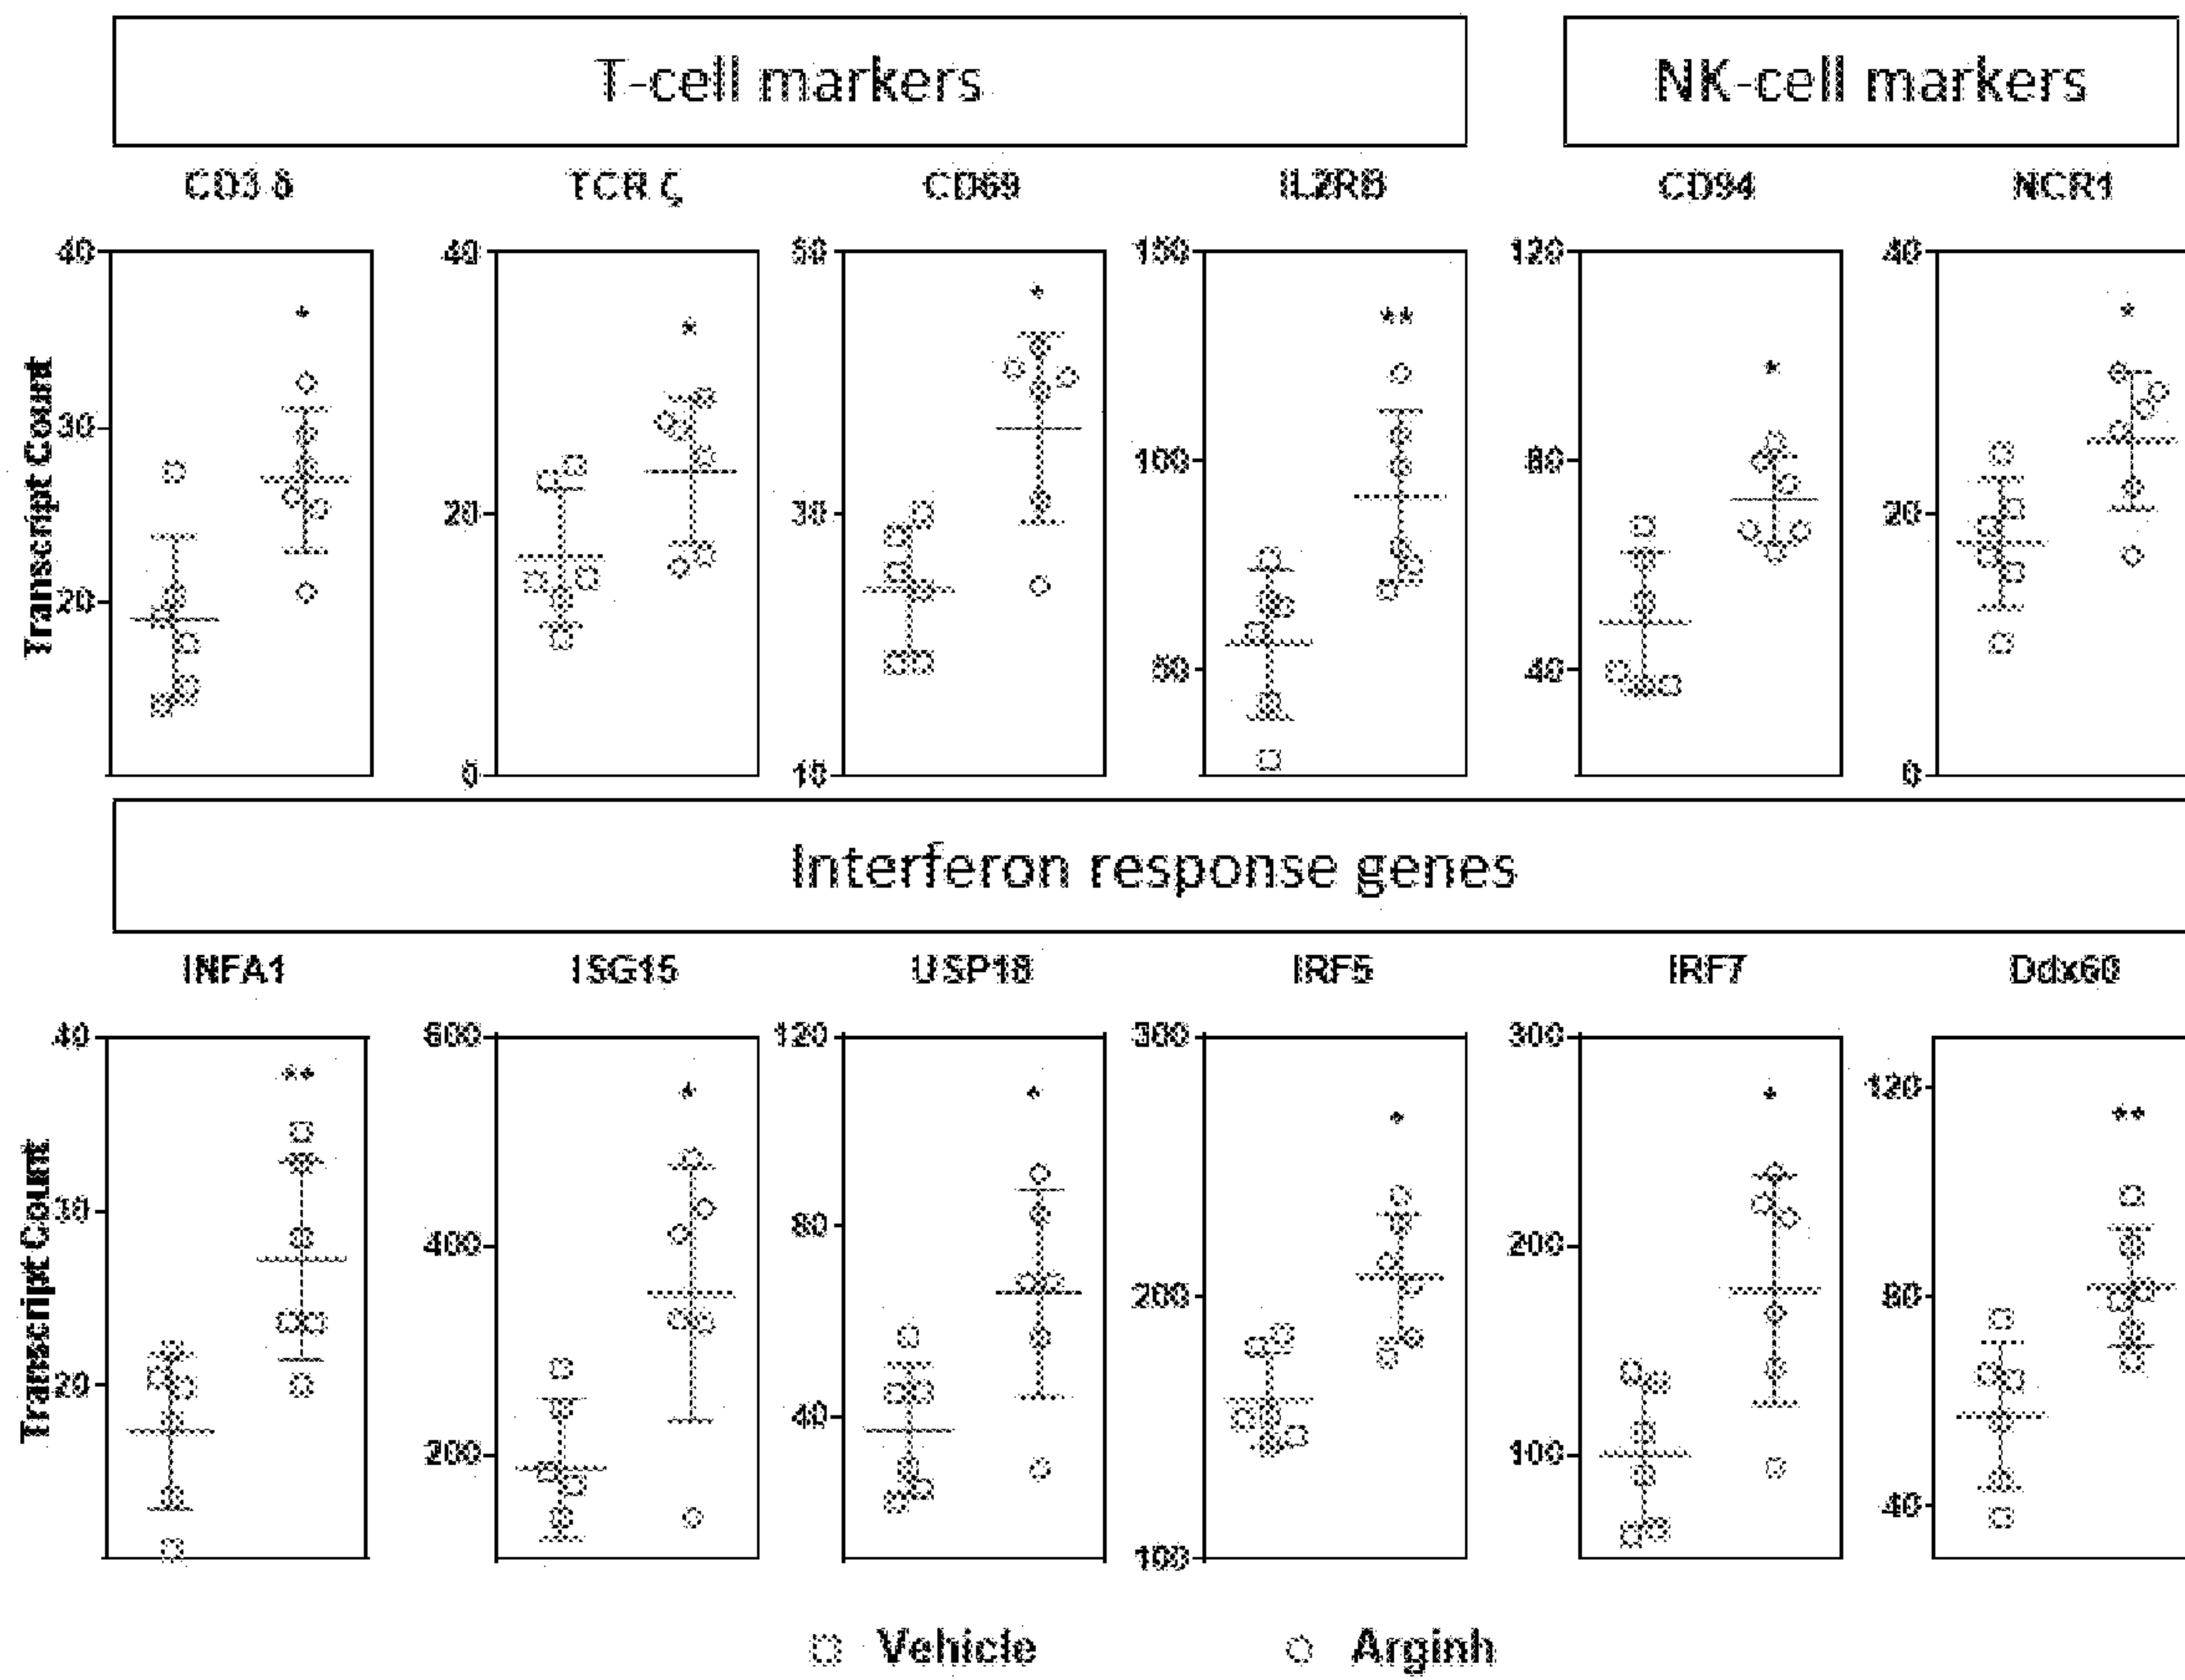 T-cell markers NK-cell markers
CD3 δ TCR ζ CD69 IL2RB CD94 NCR1
40 40 50 150 120 40
*
* * ** * *
Transcript Count
30 100 80
20 30 20
20 50 40
0 10 0
Interferon response genes
INFA1 ISG15 USP18 IRF5 IRF7 Ddx60
40 600 120 300 300
120
** * * * * **
Transcript Count
30 400 80 200 200 80
20 200 40 100 40
100
Vehicle Arginh